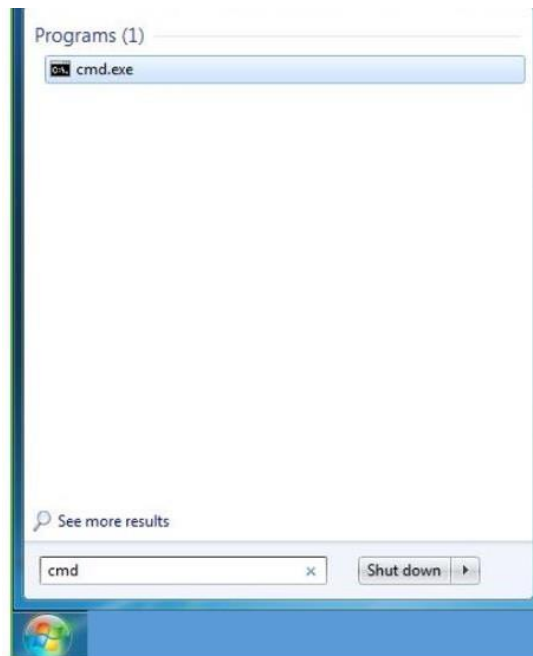 Programs (1)
C:\.
cmd.exe
See more results
cmd
Shut down